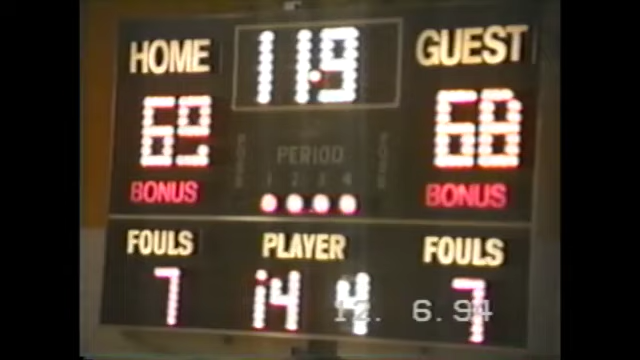 HOME 11.9 GUEST
69 68
PERIOD
1 2 3 4
BONUS BONUS
FOULS PLAYER FOULS
7 14 4 7
12. 6.94